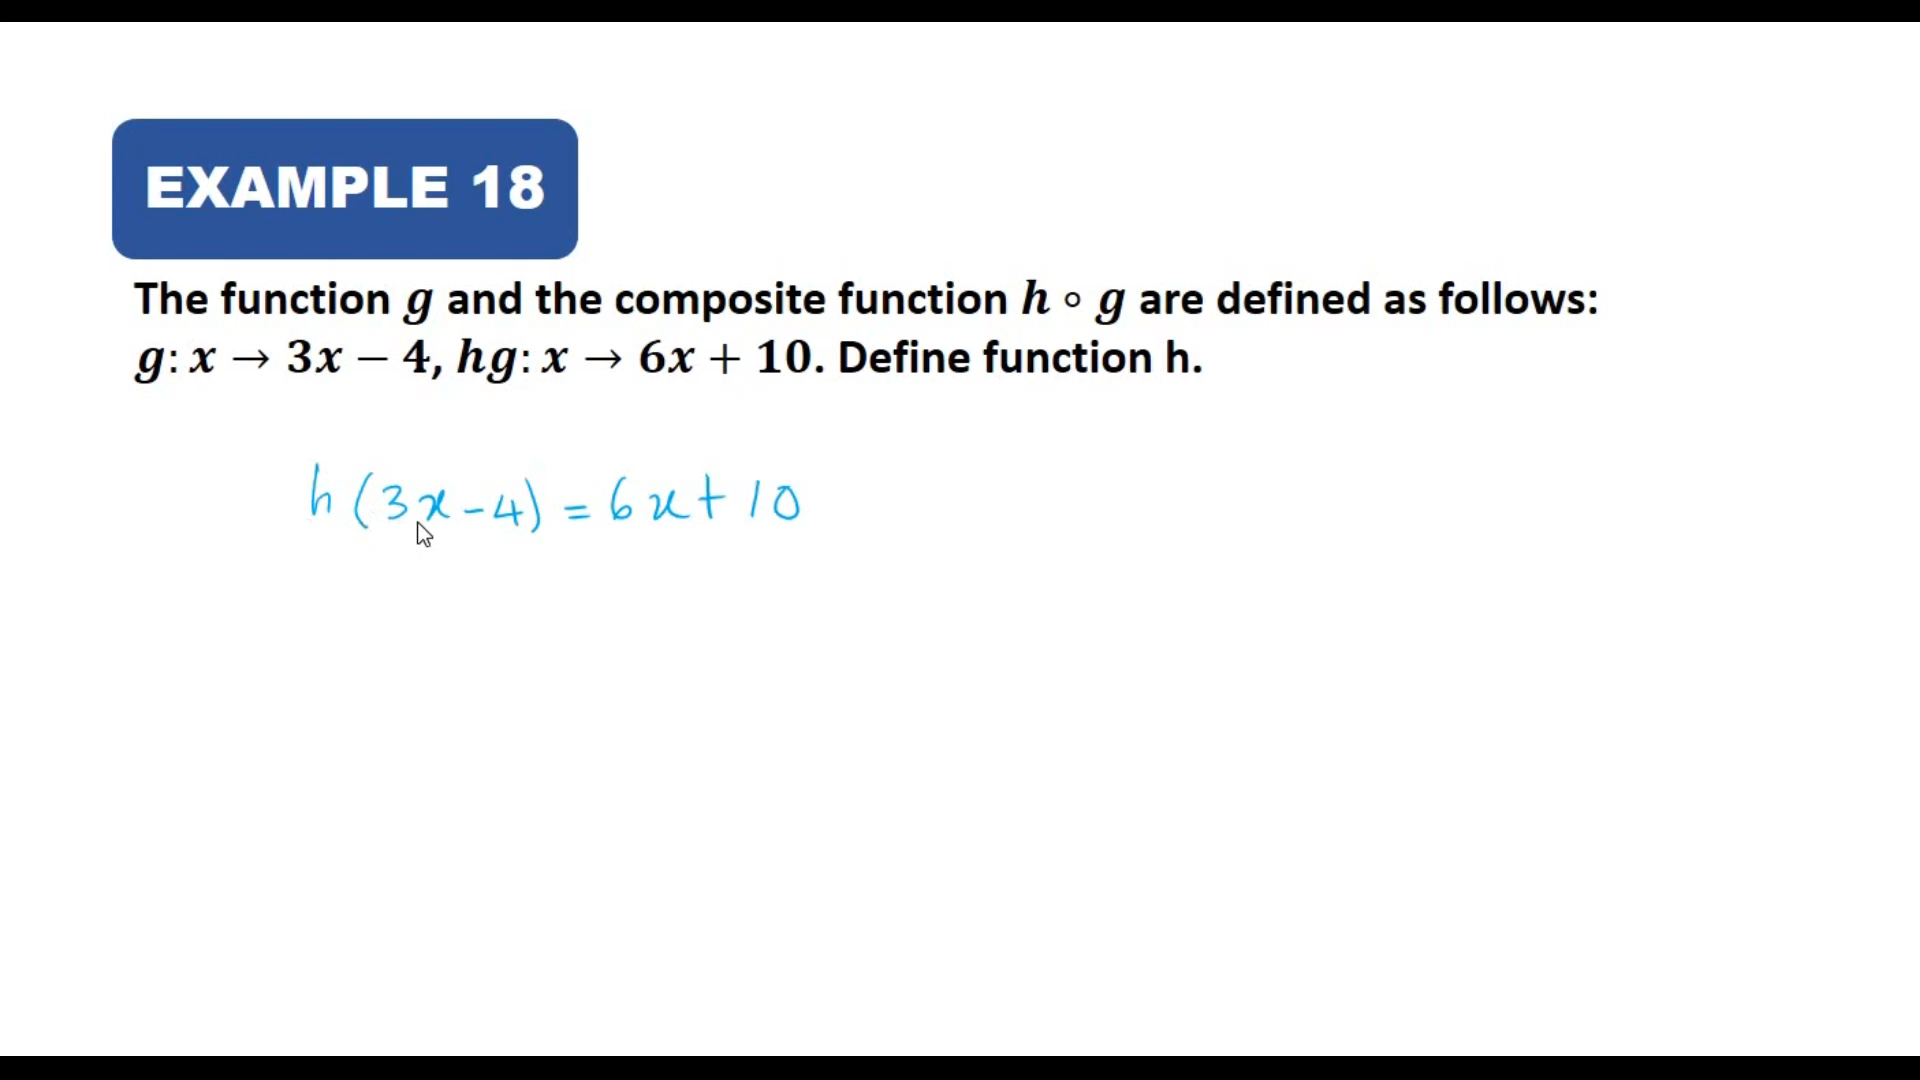 EXAMPLE 18
The function g and the composite function h ∘ g are defined as follows:
g: x → 3x − 4, hg: x → 6x + 10. Define function h.
h (3x - 4) = 6x + 10